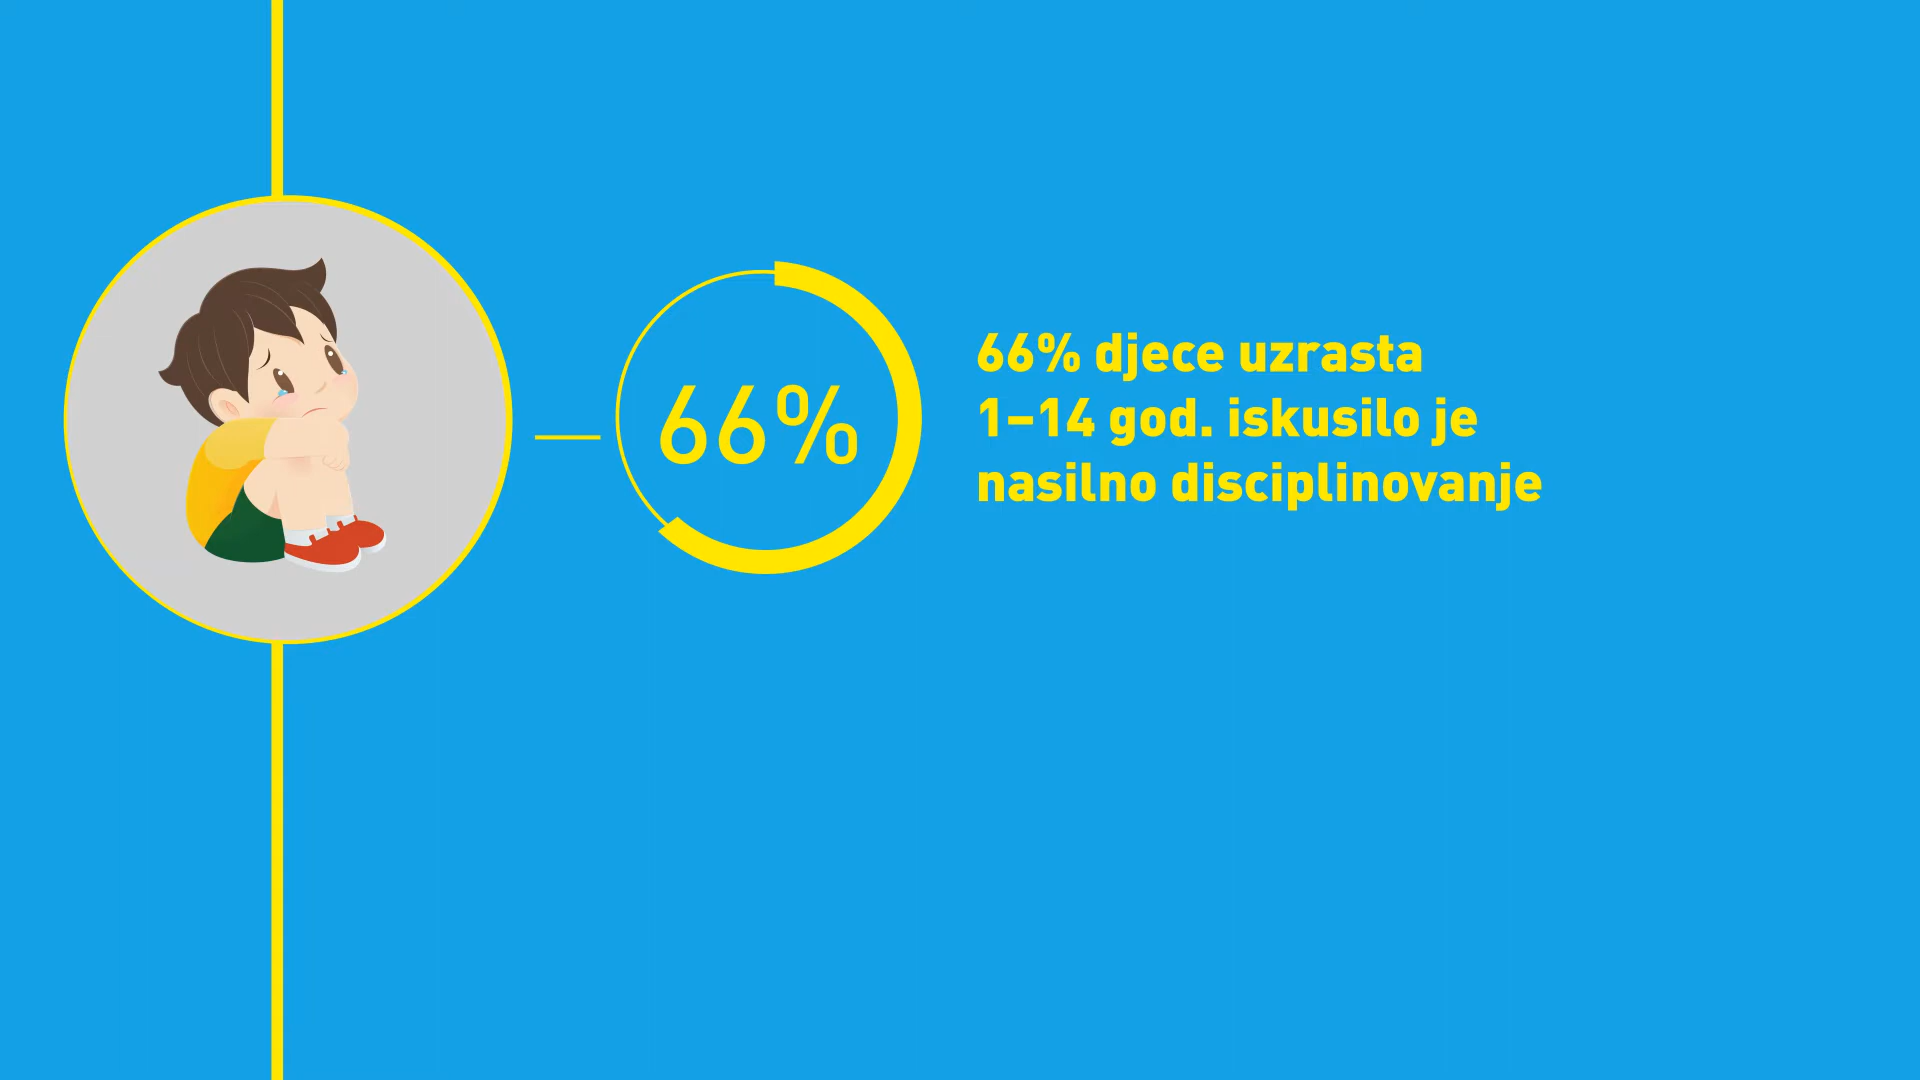 66%
66% djece uzrasta
1–14 god. iskusilo je
nasilno disciplinovanje